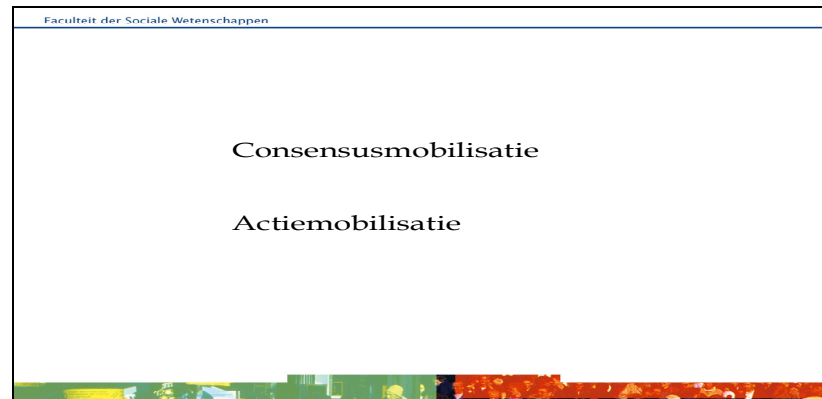 Faculteit der Sociale Wetenschappen
Consensusmobilisatie
Actiemobilisatie